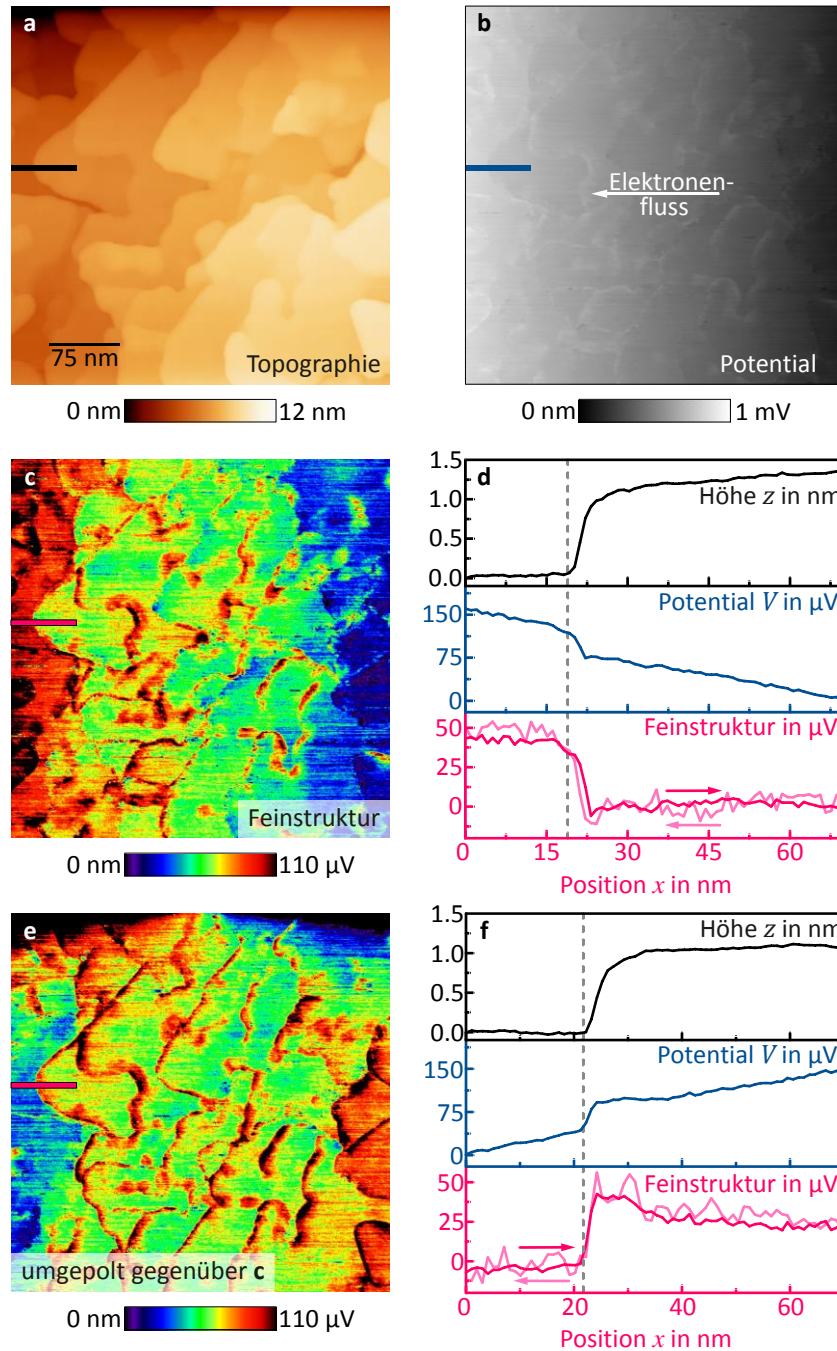 a
75 nm
Topographie
0 nm 12 nm
b
Elektronen-
fluss
Potential
0 nm 1 mV
c
Feinstruktur
0 nm 110 µV
d
1.5
1.0
0.5
0.0
Höhe z in nm
150
75
0
Potential V in µV
50
25
0
Feinstruktur in µV
0 15 30 45 60
Position x in nm
e
umgepolt gegenüber c
0 nm 110 µV
f
1.5
1.0
0.5
0.0
Höhe z in nm
150
75
0
Potential V in µV
50
25
0
Feinstruktur in µV
0 20 40 60
Position x in nm